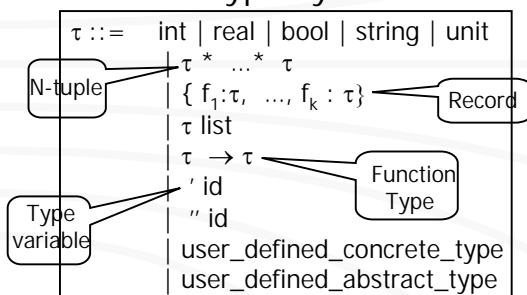 τ ::= int | real | bool | string | unit
| τ * ...* τ
N-tuple
| { f1:τ, ..., fk : τ}
Record
| τ list
| τ → τ
Function
Type
| ' id
Type
variable
| '' id
| user_defined_concrete_type
| user_defined_abstract_type